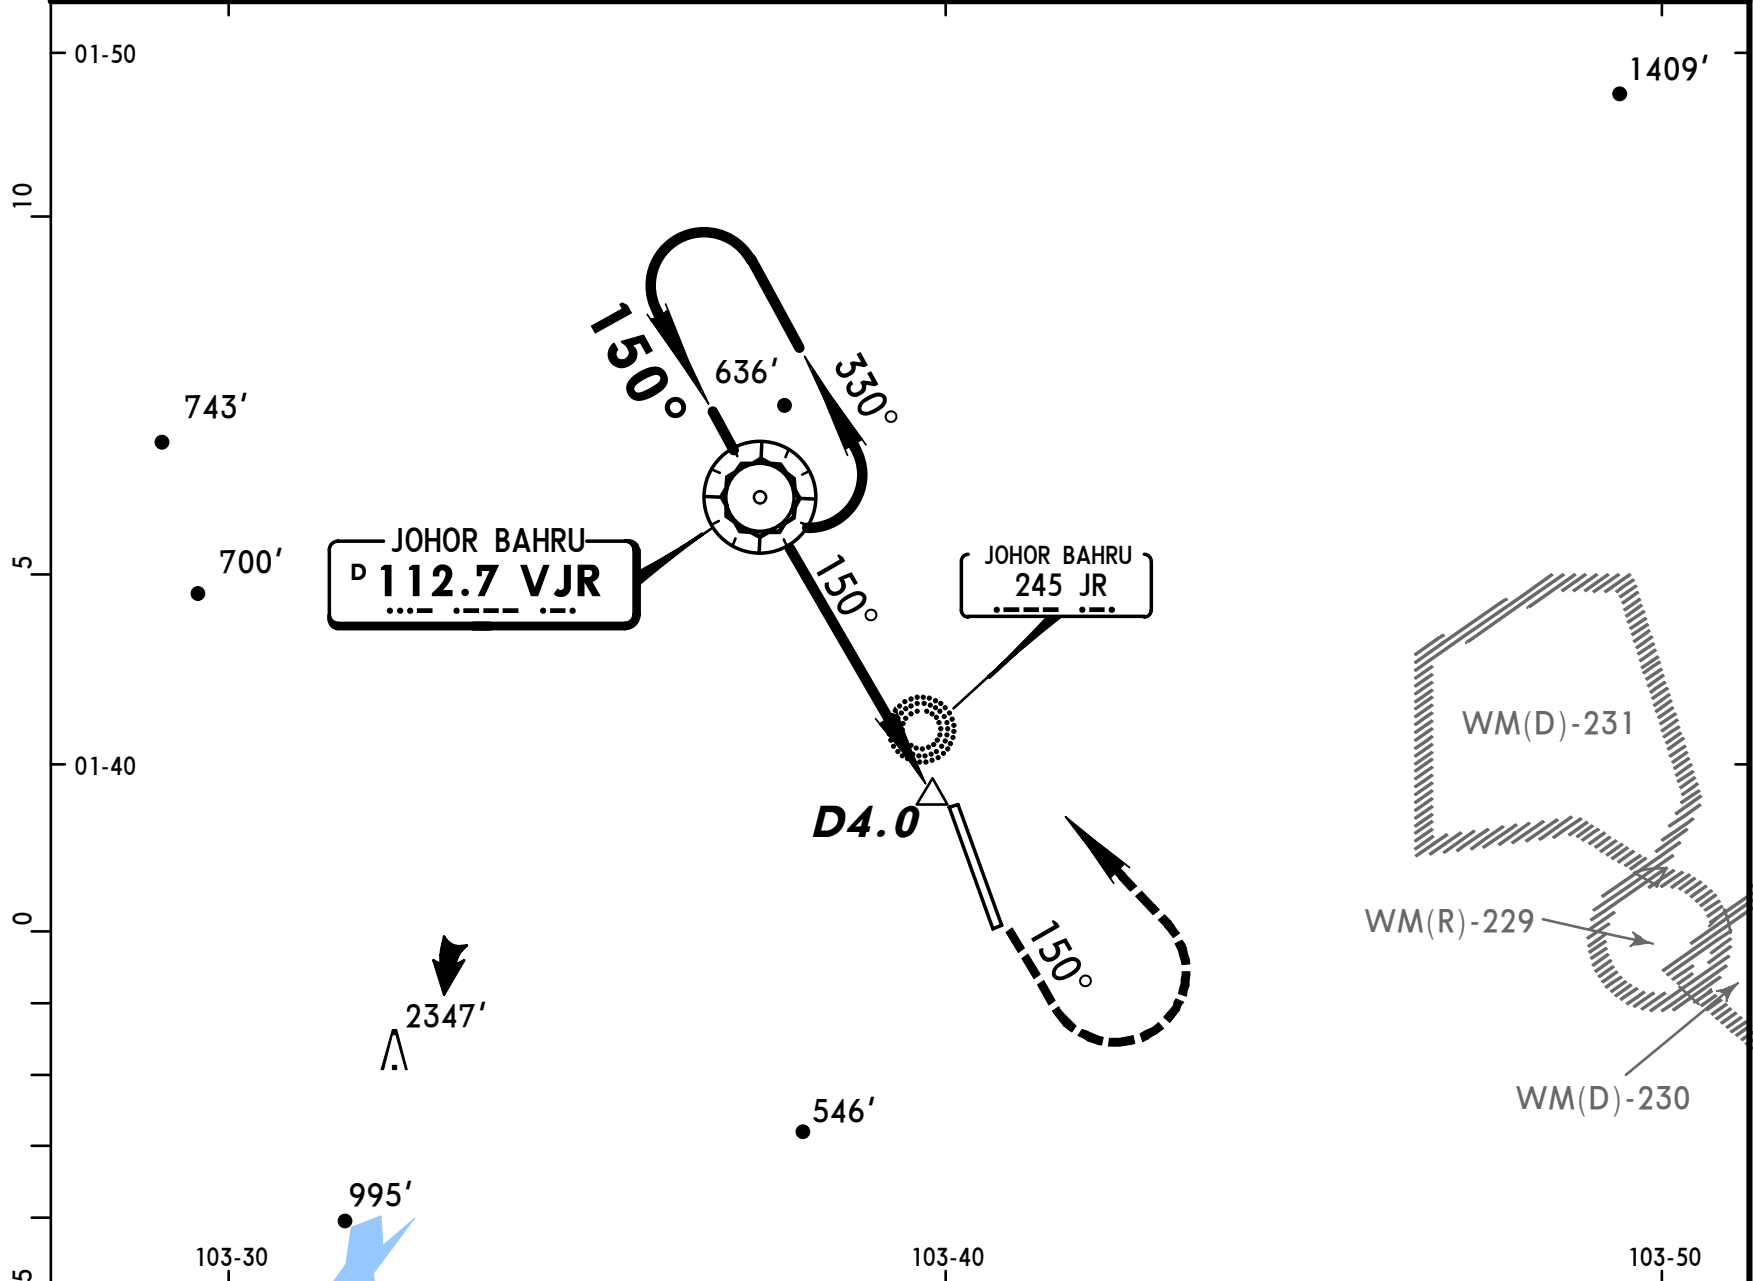 01-50
1409′
10
150°
636′
330°
743′
JOHOR BAHRU
D 112.7 VJR
700′
5
150°
JOHOR BAHRU
245 JR
WM(D)-231
01-40
D4.0
0
WM(R)-229
150°
2347′
WM(D)-230
546′
995′
103-30
103-40
103-50
5